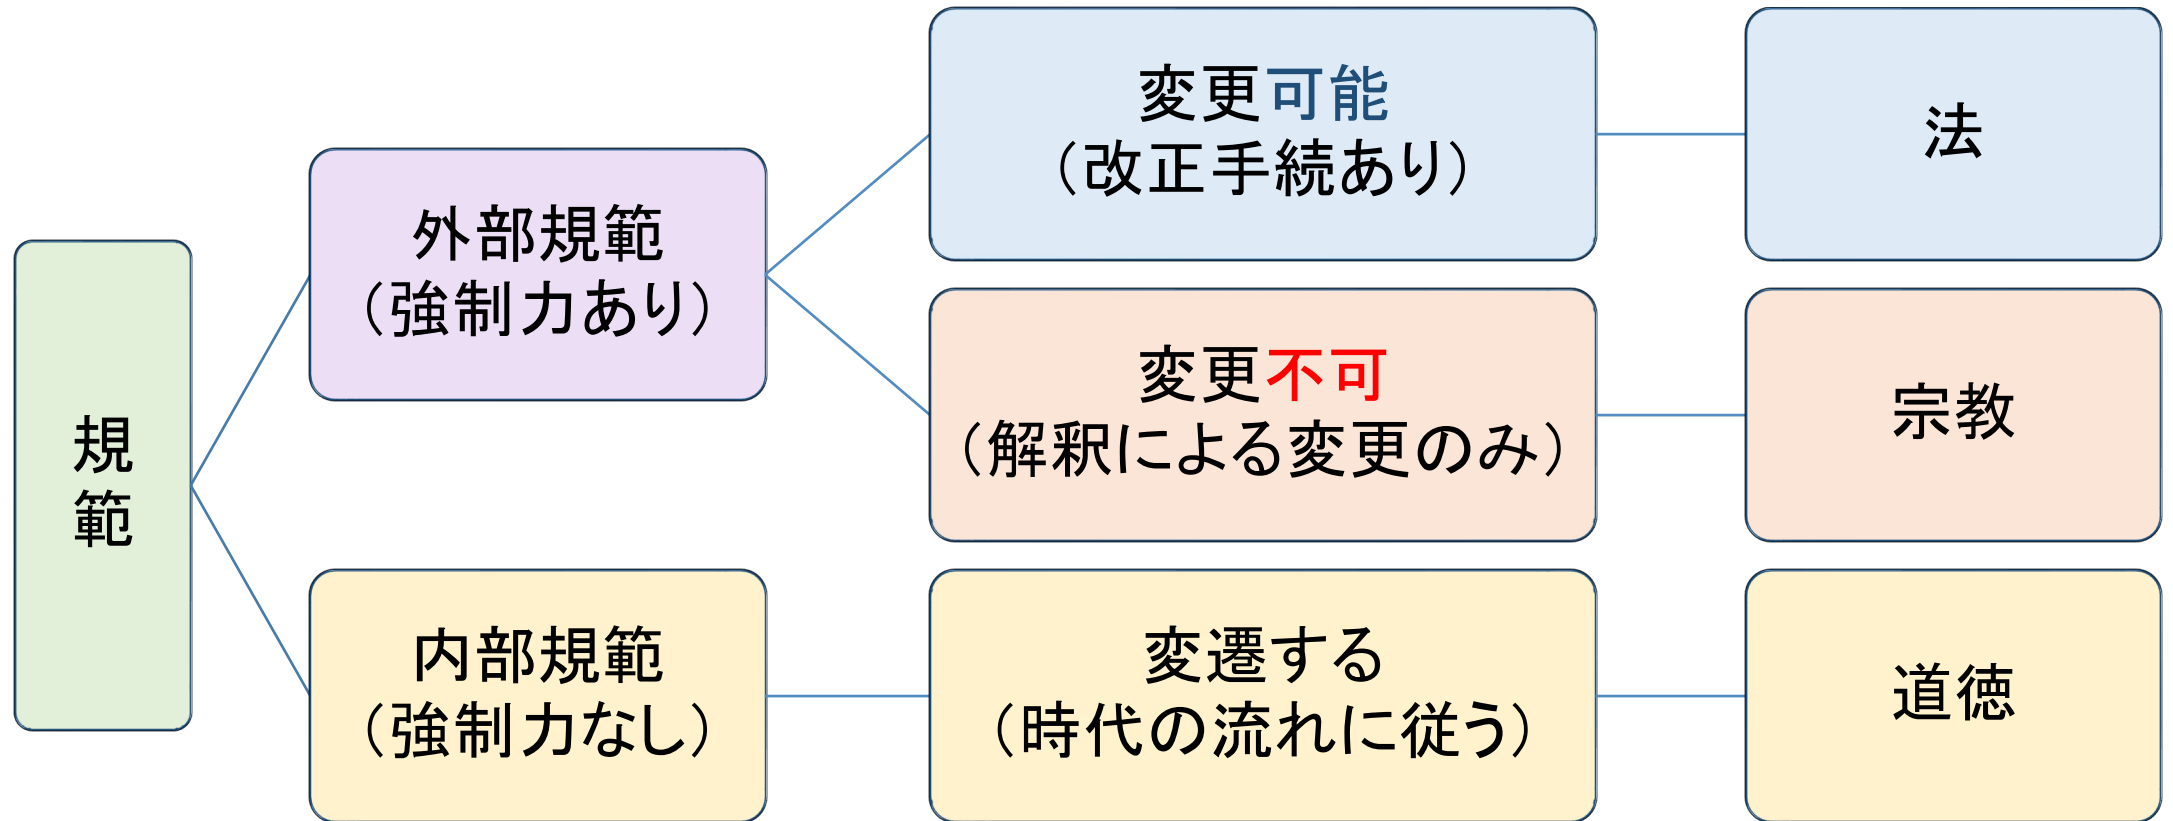 規範
外部規範
（強制力あり）
変更可能
（改正手続あり）
法
変更不可
（解釈による変更のみ）
宗教
内部規範
（強制力なし）
変遷する
（時代の流れに従う）
道徳